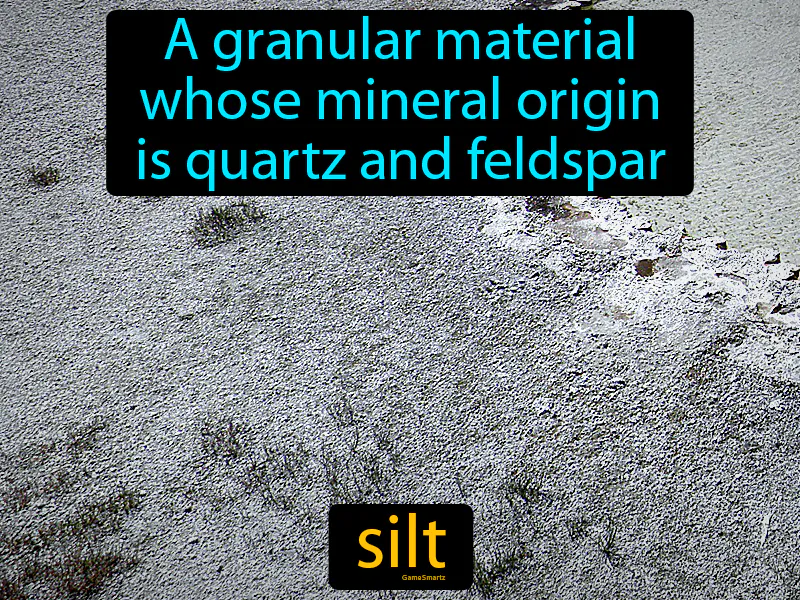 A granular material
whose mineral origin
is quartz and feldspar
silt
GameSmartz